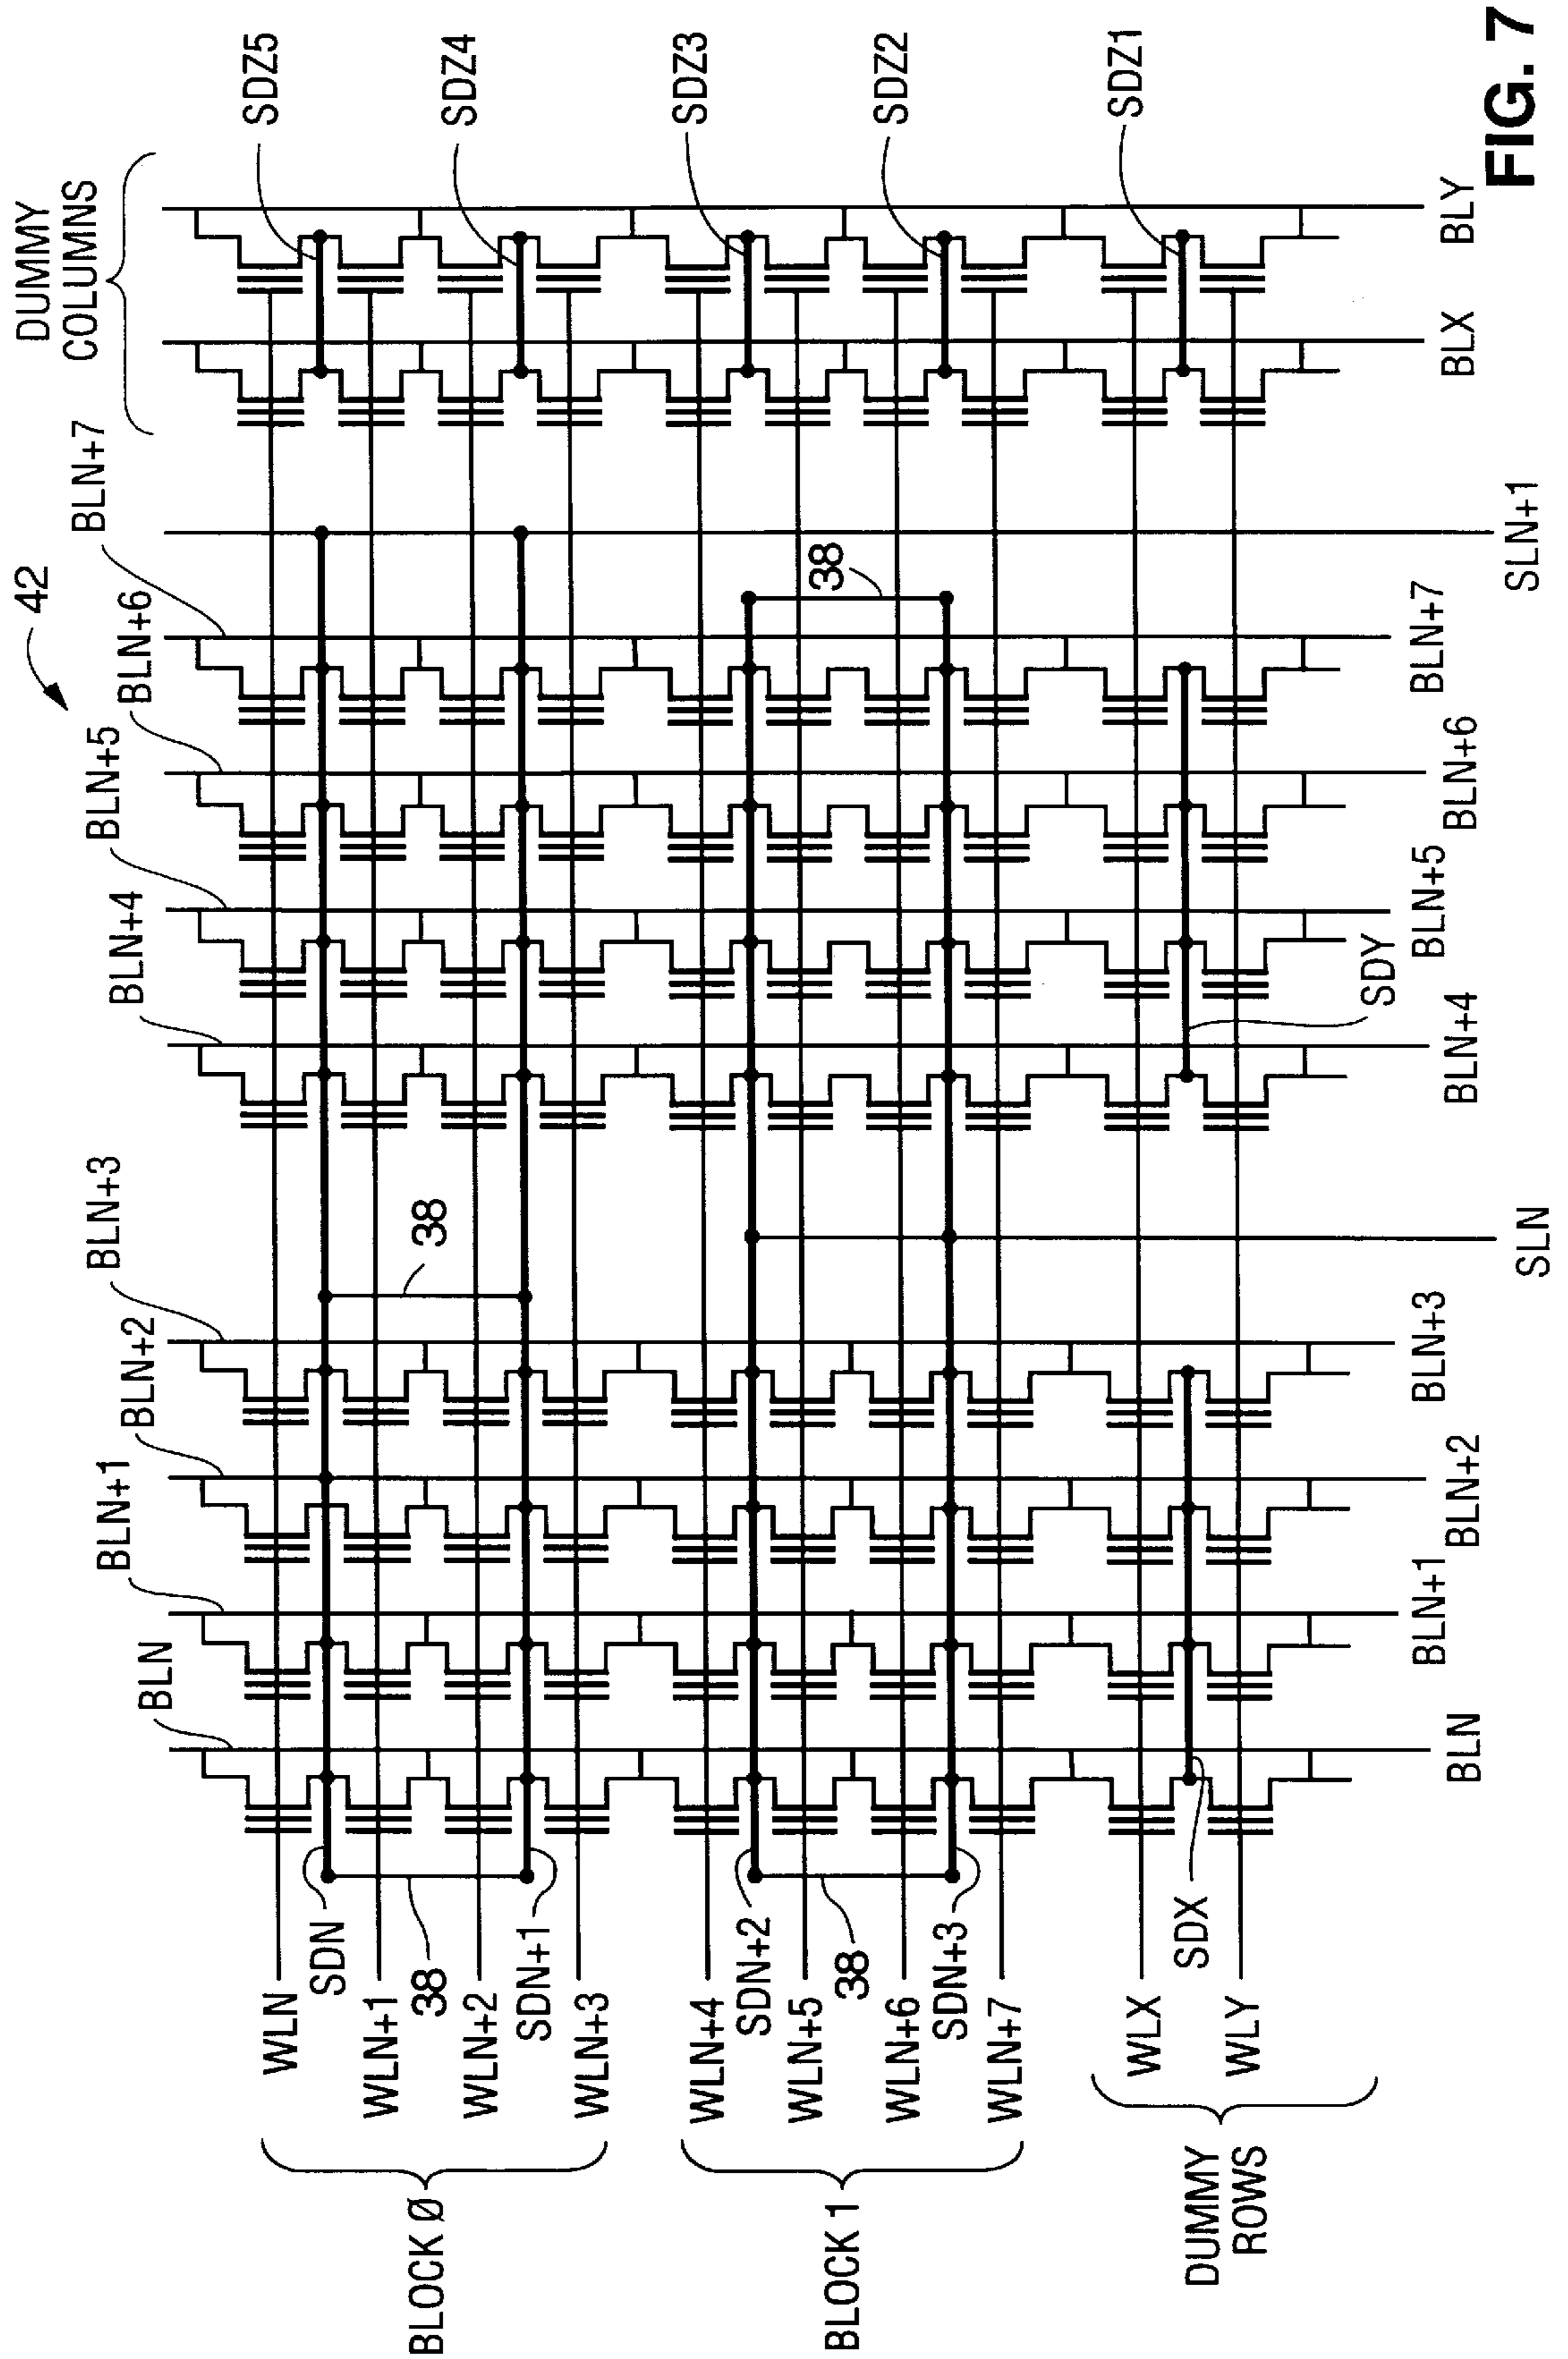 42
BLN
BLN+1
BLN+2
BLN+3
BLN+4
BLN+5
BLN+6
BLN+7
DUMMY
COLUMNS
BLOCK Ø
WLN
SDN
WLN+1
38
WLN+2
SDN+1
WLN+3
38
SDZ5
SDZ4
BLOCK 1
WLN+4
SDN+2
WLN+5
38
WLN+6
SDN+3
WLN+7
38
SDZ3
SDZ2
DUMMY
ROWS
WLX
SDX
WLY
SDY
SDZ1
BLN
BLN+1
BLN+2
BLN+3
SLN
BLN+4
BLN+5
BLN+6
BLN+7
SLN+1
BLX
BLY
FIG. 7